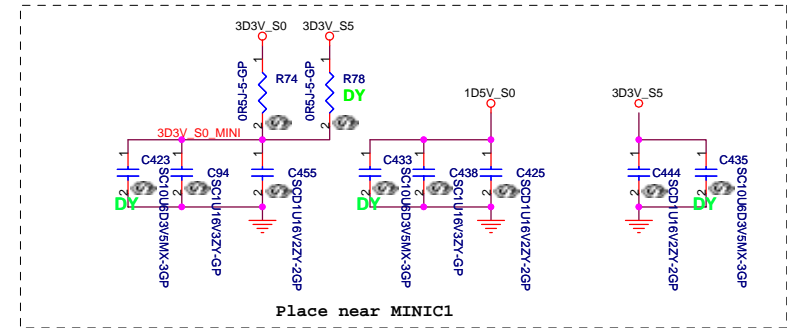 3D3V_S0 3D3V_S5
1 1
0R5J-5-GP R74 0R5J-5-GP R78
DY
2 2
1D5V_S0 3D3V_S5
3D3V_S0_MINI
1 1 1 1 1 1 1 1
C423 C94 C455 C433 C438 C425 C444 C435
2 2 2 2 2 2 2 2
DY DY DY
SC10U6D3V5MX-3GP SC1U16V3ZY-GP SCD1U16V2ZY-2GP SC10U6D3V5MX-3GP SC1U16V3ZY-GP SCD1U16V2ZY-2GP SCD1U16V2ZY-2GP SC10U6D3V5MX-3GP
Place near MINIC1